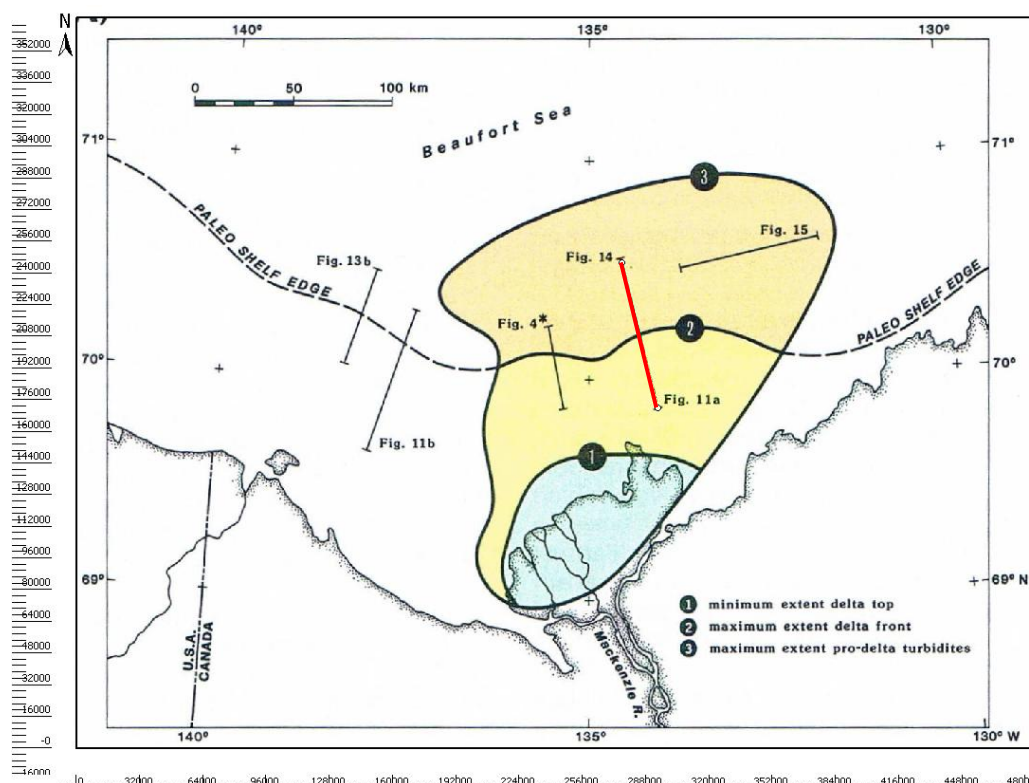 N
140° 135° 130°
0 50 100 km
Beaufort Sea
71° 71°
3
PALEO SHELF EDGE
Fig. 15
Fig. 13b
Fig. 14
Fig. 4*
2
PALEO SHELF EDGE
70° 70°
Fig. 11a
Fig. 11b
1
69° 69° N
1 minimum extent delta top
2 maximum extent delta front
3 maximum extent pro-delta turbidites
U.S.A.
CANADA
Mackenzie R.
140° 135° 130° W
352000
336000
320000
304000
288000
272000
256000
240000
224000
208000
192000
176000
160000
144000
128000
112000
96000
80000
64000
48000
32000
16000
-0
16000
0 32000 64000 96000 128000 160000 192000 224000 256000 288000 320000 352000 384000 416000 448000